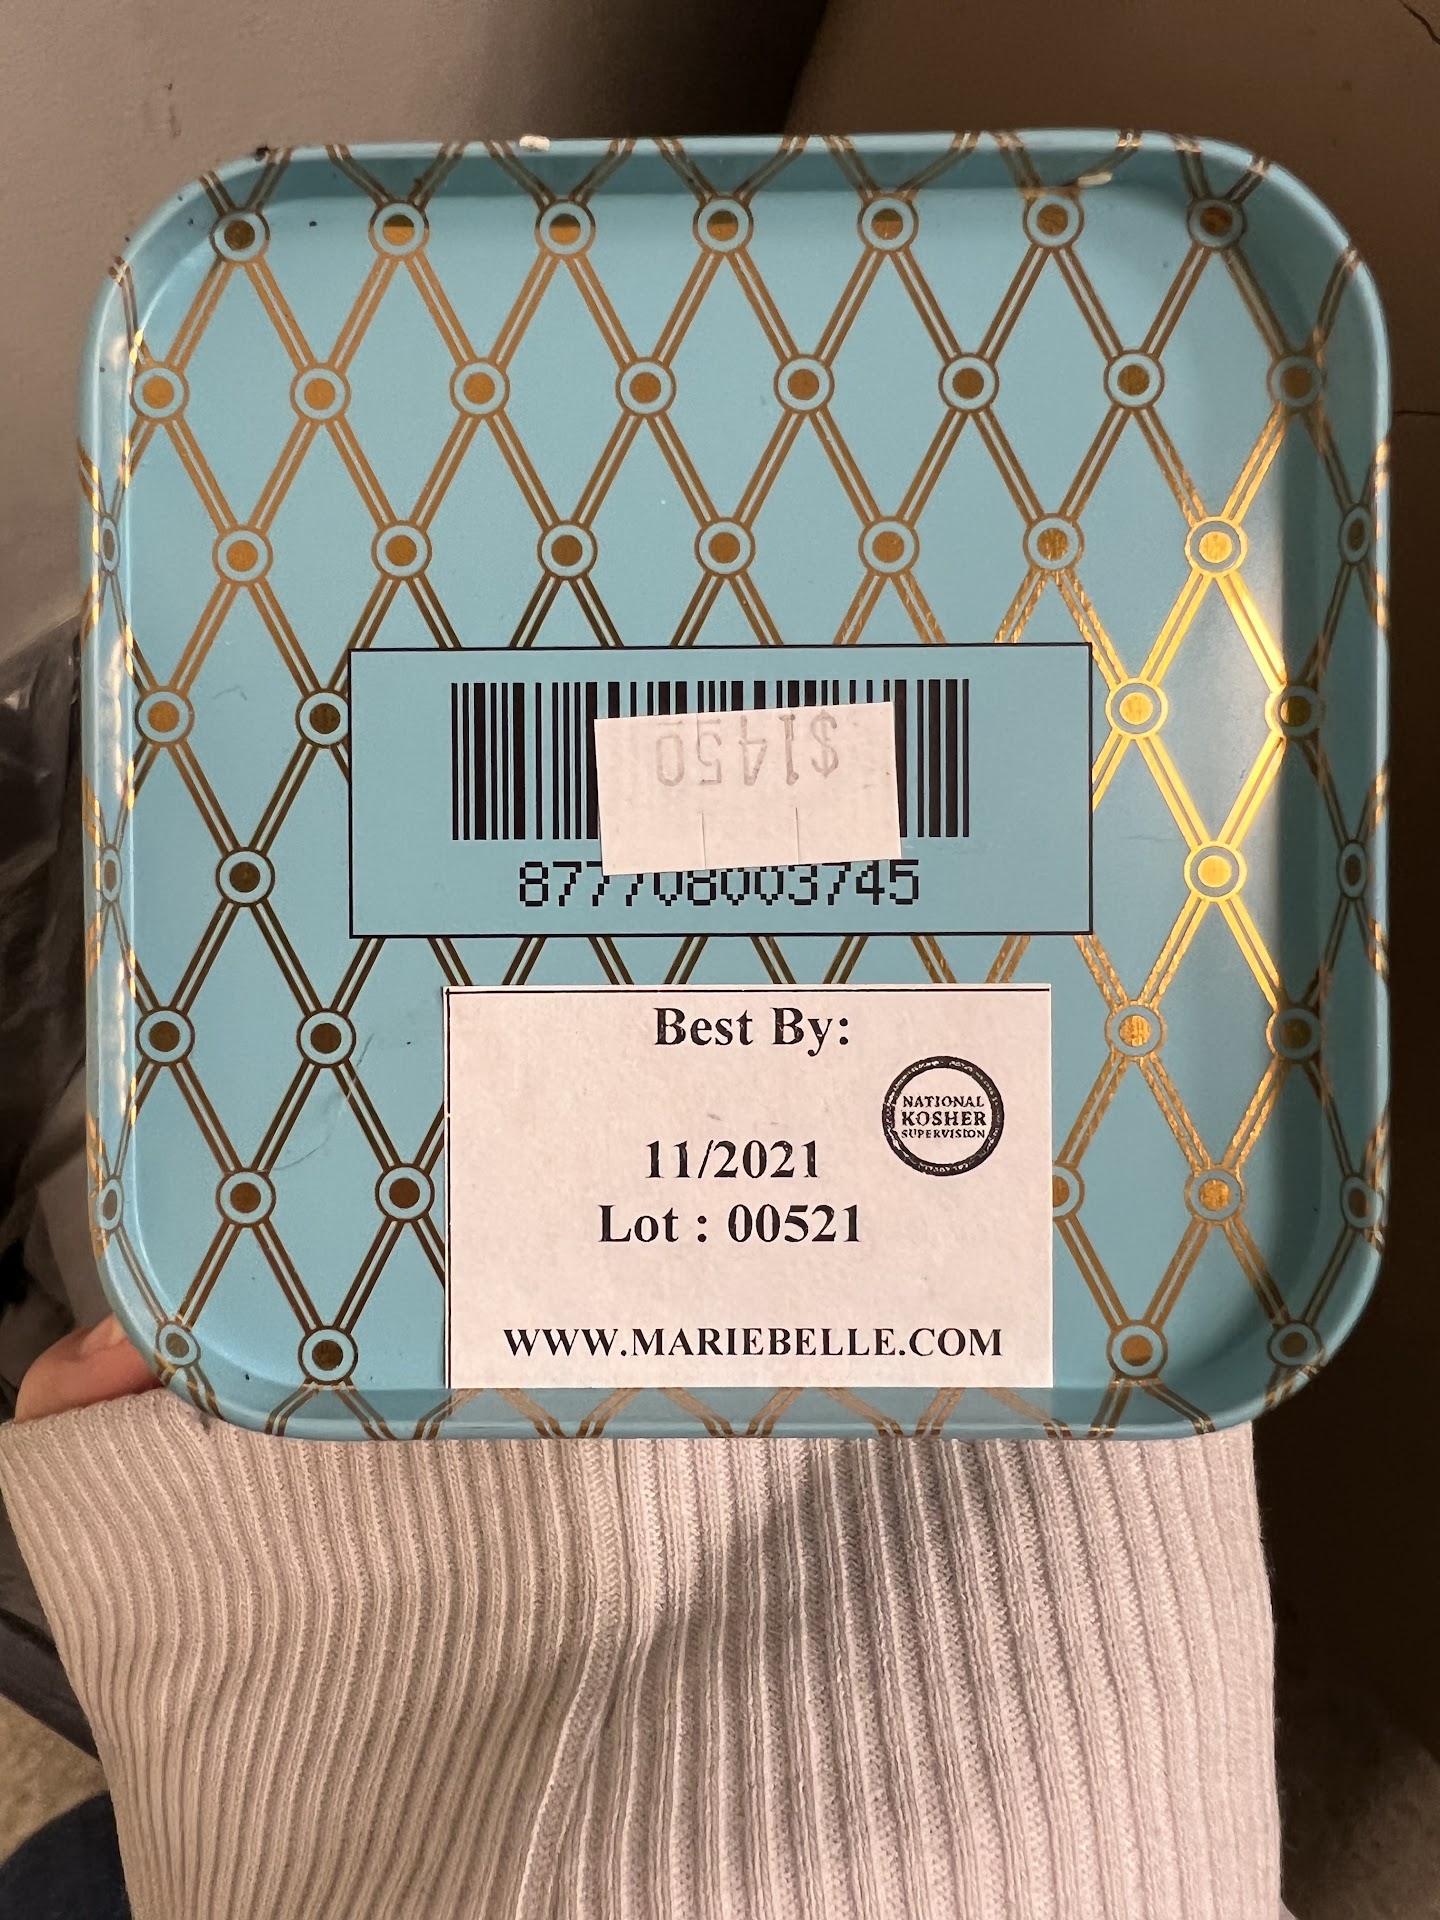 $1450
877708003745
Best By:
NATIONAL
KOSHER
SUPERVISION
11/2021
Lot : 00521
WWW.MARIEBELLE.COM